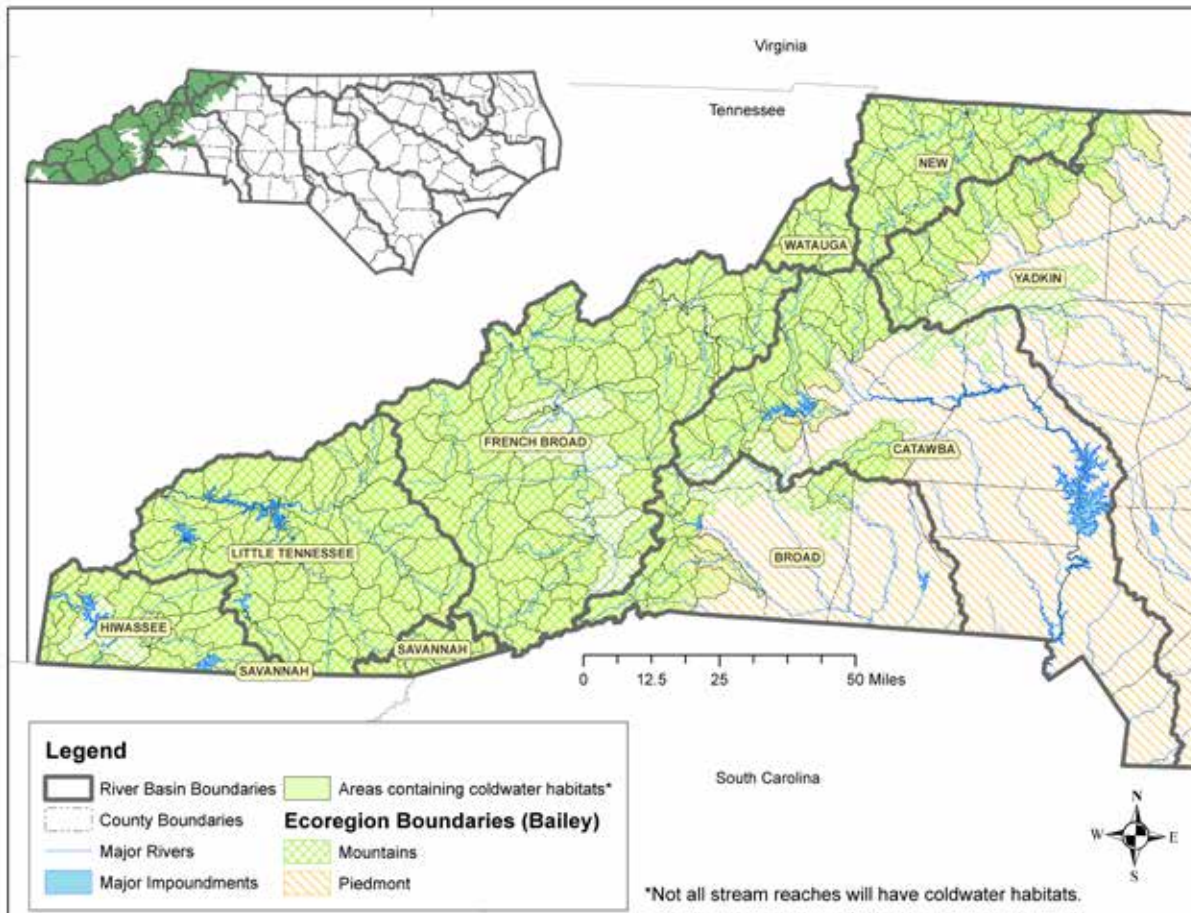 Virginia
Tennessee
NEW
WATAUGA
YADKIN
FRENCH BROAD
CATAWBA
LITTLE TENNESSEE
BROAD
HIWASSEE
SAVANNAH
SAVANNAH
0 12.5 25 50 Miles
South Carolina
Legend
River Basin Boundaries
County Boundaries
Major Rivers
Major Impoundments
Areas containing coldwater habitats*
Ecoregion Boundaries (Bailey)
Mountains
Piedmont
N
W E
S
*Not all stream reaches will have coldwater habitats.